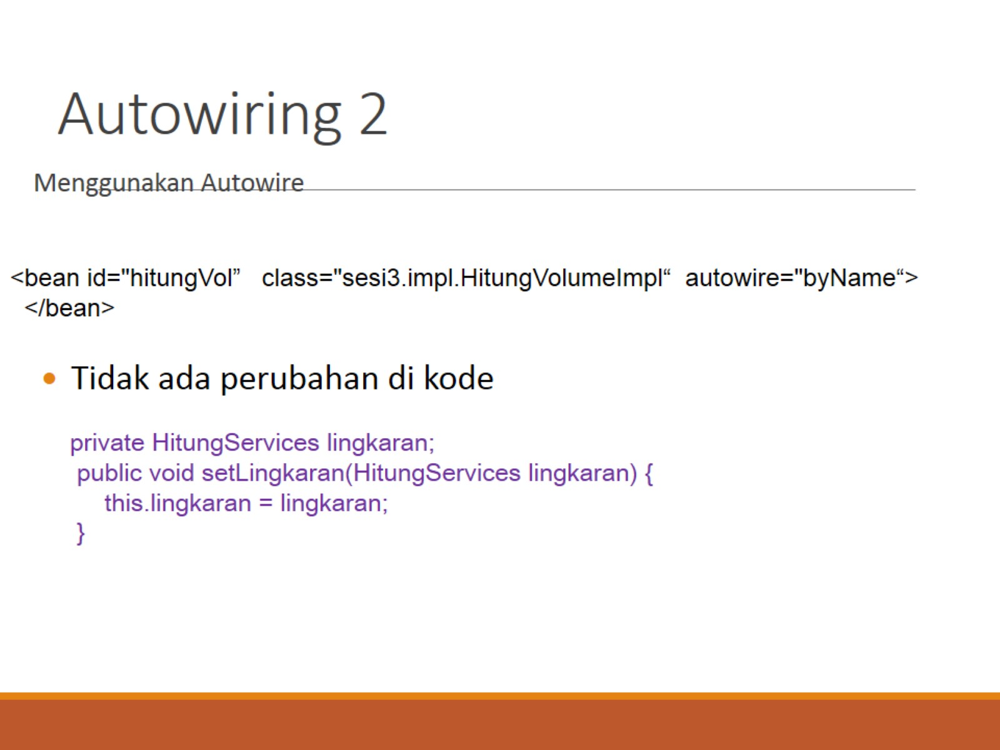 Autowiring 2
Menggunakan Autowire
<bean id="hitungVol”   class="sesi3.impl.HitungVolumeImpl“  autowire="byName“>
</bean>
• Tidak ada perubahan di kode
private HitungServices lingkaran;
public void setLingkaran(HitungServices lingkaran) {
this.lingkaran = lingkaran;
}